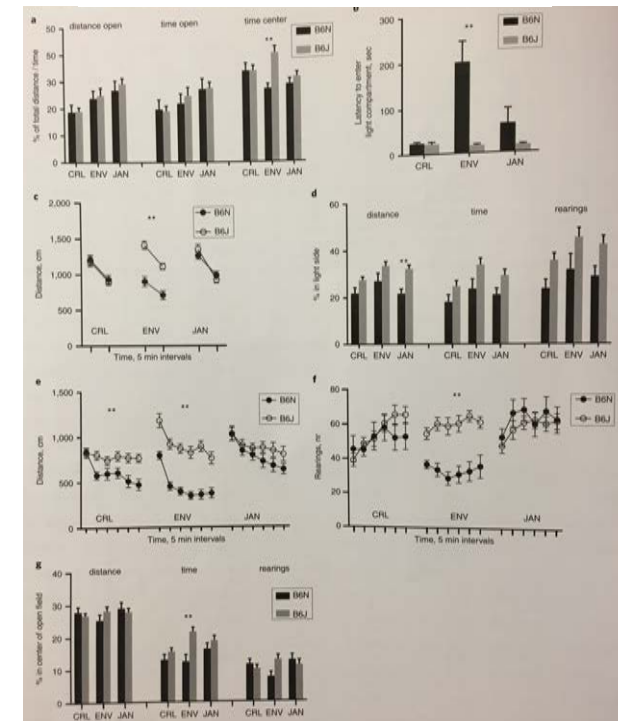 a
distance open time open time center
**
B6N
B6J
% of total distance / time
50
40
30
30
20
10
0
CRL ENV JAN CRL ENV JAN CRL ENV JAN
300
**
B6N
B6J
Latency to enter
light compartment, sec
200
100
0
CRL ENV JAN
c
2,000
**
B6N
B6J
1,500
1,000
500
0
Distance, cm
CRL ENV JAN
Time, 5 min intervals
d
60
distance time rearings
**
40
20
0
% in light side
CRL ENV JAN CRL ENV JAN CRL ENV JAN
e
1,500
** **
B6N
B6J
1,000
500
0
Distance, cm
CRL ENV JAN
Time, 5 min intervals
f
80
**
B6N
B6J
60
40
20
0
Rearings, nr
CRL ENV JAN
Time, 5 min intervals
g
40
distance time rearings
**
B6N
B6J
30
20
10
0
% in center of open field
CRL ENV JAN CRL ENV JAN CRL ENV JAN